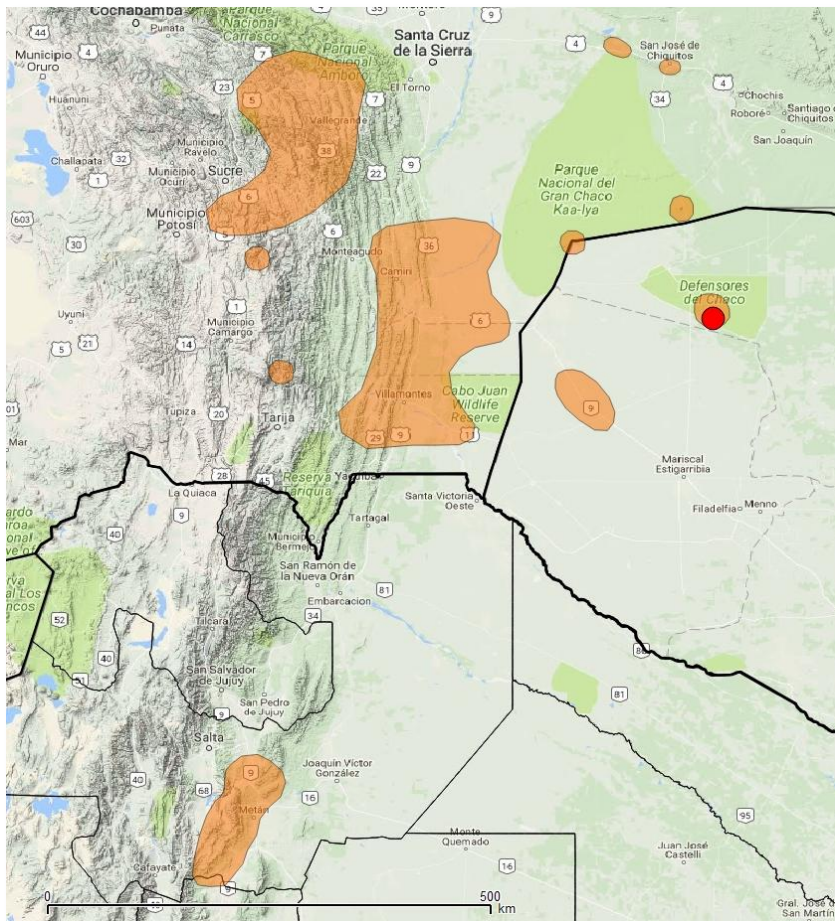 Cochabamba
Punata
Parque
Nacional
Carrasco
Santa Cruz
de la Sierra
Municipio
Oruro
Huanuni
Parque
Nacional
Amboró
El Torno
San José de
Chiquitos
Chochis
Roboré
Santiago de
Chiquitos
San Joaquín
Vallegrande
Challapata
Municipio
Ravelo
Municipio
Ocurí
Sucre
Municipio
Potosí
Parque
Nacional del
Gran Chaco
Kaa-Iya
Monteagudo
Camiri
Defensores
del Chaco
Uyuni
Municipio
Camargo
Villamontes
Cabo Juan
Wildlife
Reserve
Tupiza
Tarija
Mariscal
Estigarribia
Reserva
Tariquia
Yacuiba
La Quiaca
Santa Victoria
Oeste
Filadelfia
Menno
Tartagal
Municipio
Bermejo
San Ramón de
la Nueva Orán
Embarcacion
Tilcara
San Salvador
de Jujuy
San Pedro
de Jujuy
Salta
Joaquín Víctor
González
Metán
Cafayate
Monte
Quemado
Juan José
Castelli
Gral. José de
San Martín
0
500
km